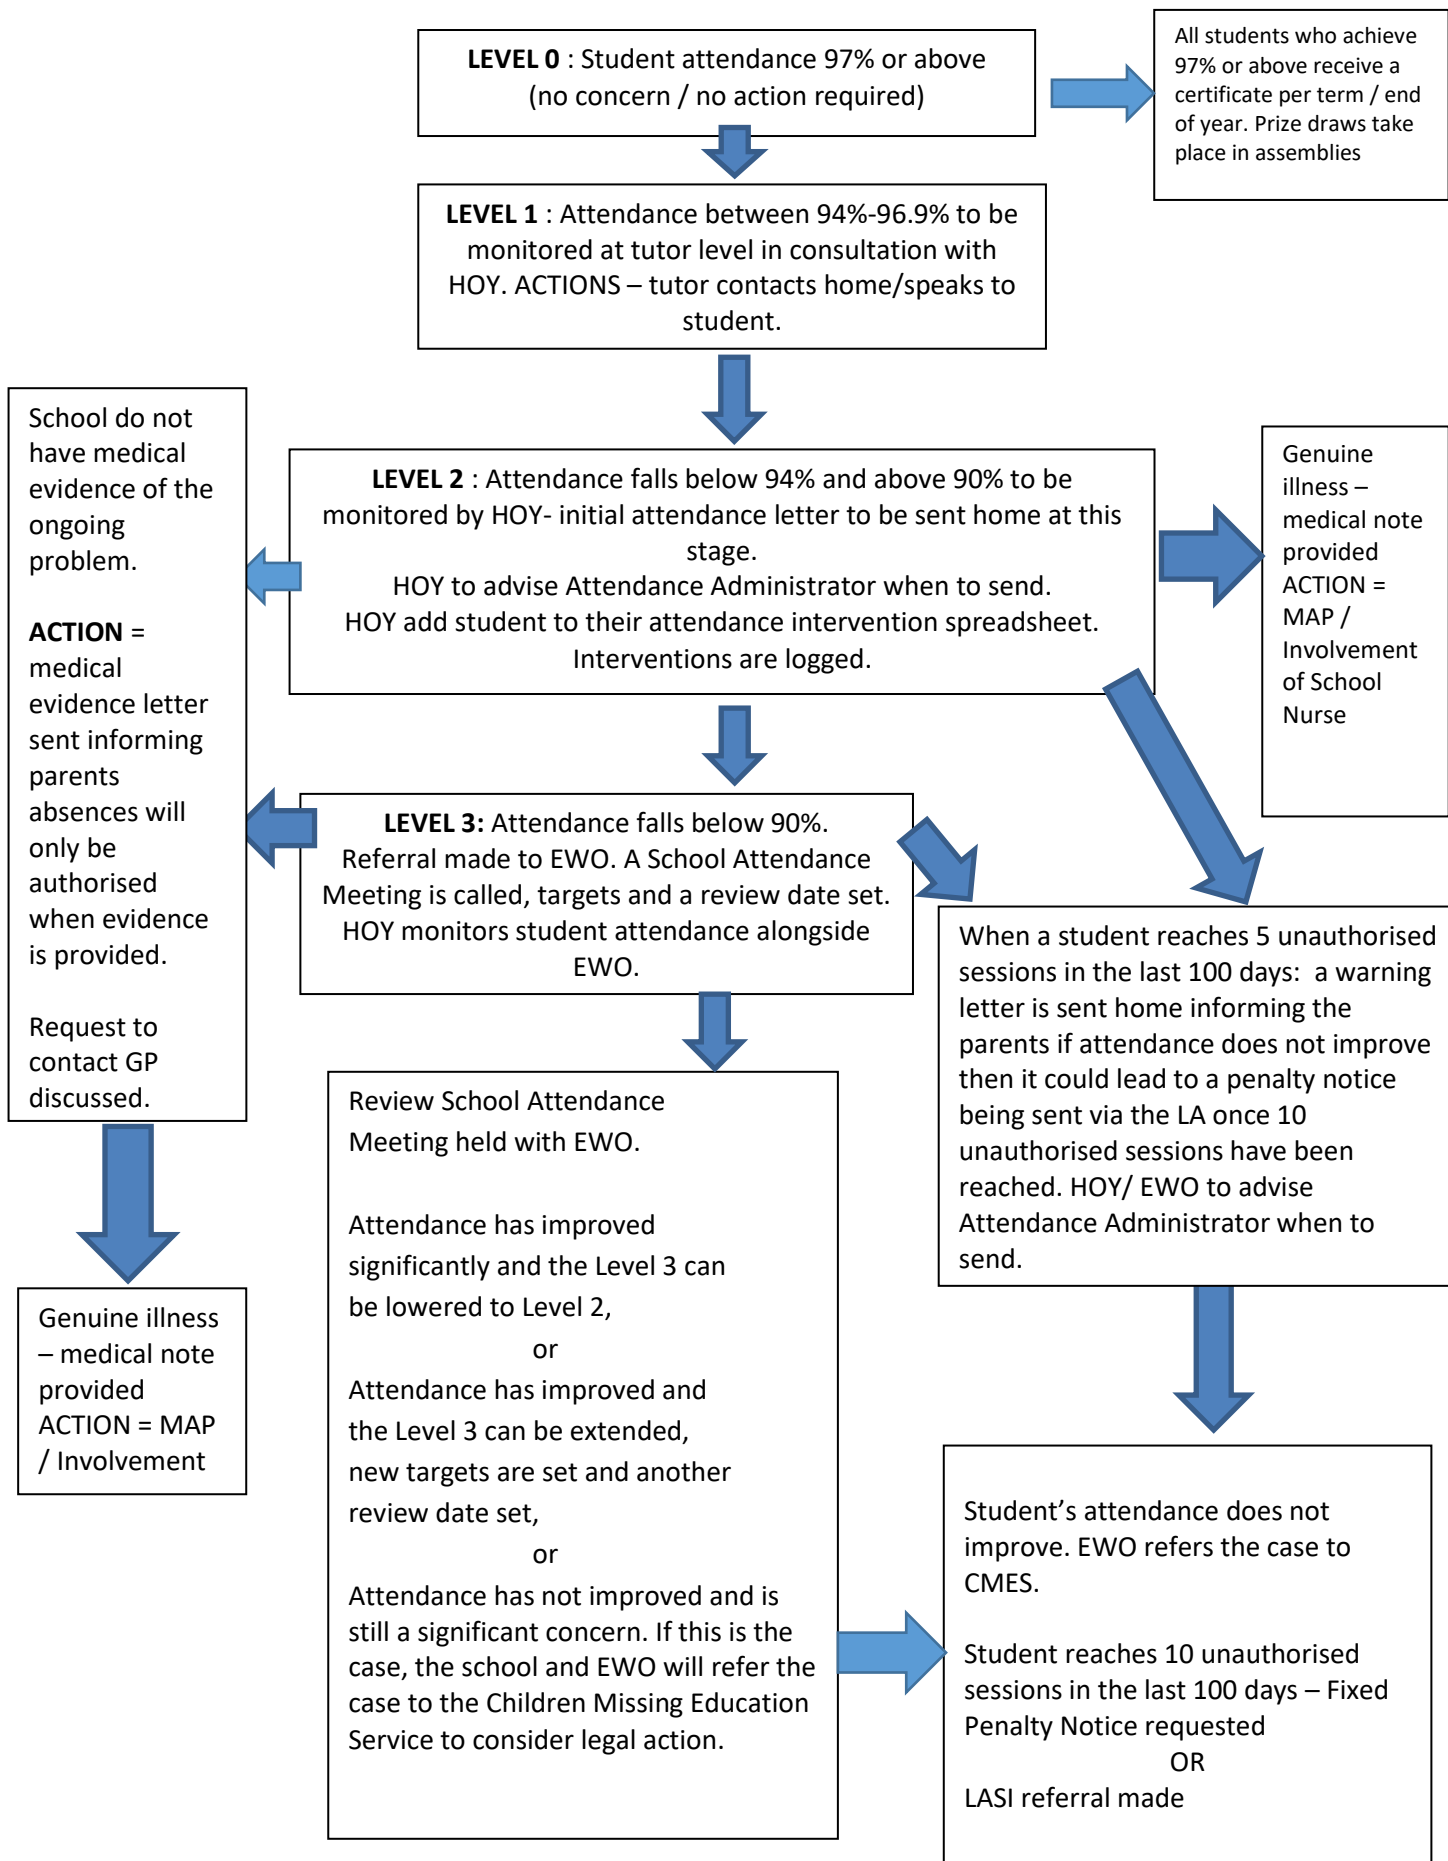 LEVEL 0 : Student attendance 97% or above
(no concern / no action required)
All students who achieve
97% or above receive a
certificate per term / end
of year. Prize draws take
place in assemblies
LEVEL 1 : Attendance between 94%-96.9% to be
monitored at tutor level in consultation with
HOY. ACTIONS – tutor contacts home/speaks to
student.
School do not
have medical
evidence of the
ongoing
problem.
ACTION =
medical
evidence letter
sent informing
parents
absences will
only be
authorised
when evidence
is provided.
Request to
contact GP
discussed.
LEVEL 2 : Attendance falls below 94% and above 90% to be
monitored by HOY- initial attendance letter to be sent home at this
stage.
HOY to advise Attendance Administrator when to send.
HOY add student to their attendance intervention spreadsheet.
Interventions are logged.
Genuine
illness –
medical note
provided
ACTION =
MAP /
Involvement
of School
Nurse
LEVEL 3: Attendance falls below 90%.
Referral made to EWO. A School Attendance
Meeting is called, targets and a review date set.
HOY monitors student attendance alongside
EWO.
When a student reaches 5 unauthorised
sessions in the last 100 days:  a warning
letter is sent home informing the
parents if attendance does not improve
then it could lead to a penalty notice
being sent via the LA once 10
unauthorised sessions have been
reached. HOY/ EWO to advise
Attendance Administrator when to
send.
Review School Attendance
Meeting held with EWO.
Attendance has improved
significantly and the Level 3 can
be lowered to Level 2,
or
Attendance has improved and
the Level 3 can be extended,
new targets are set and another
review date set,
or
Attendance has not improved and is
still a significant concern. If this is the
case, the school and EWO will refer the
case to the Children Missing Education
Service to consider legal action.
Genuine illness
– medical note
provided
ACTION = MAP
/ Involvement
Student’s attendance does not
improve. EWO refers the case to
CMES.
Student reaches 10 unauthorised
sessions in the last 100 days – Fixed
Penalty Notice requested
OR
LASI referral made